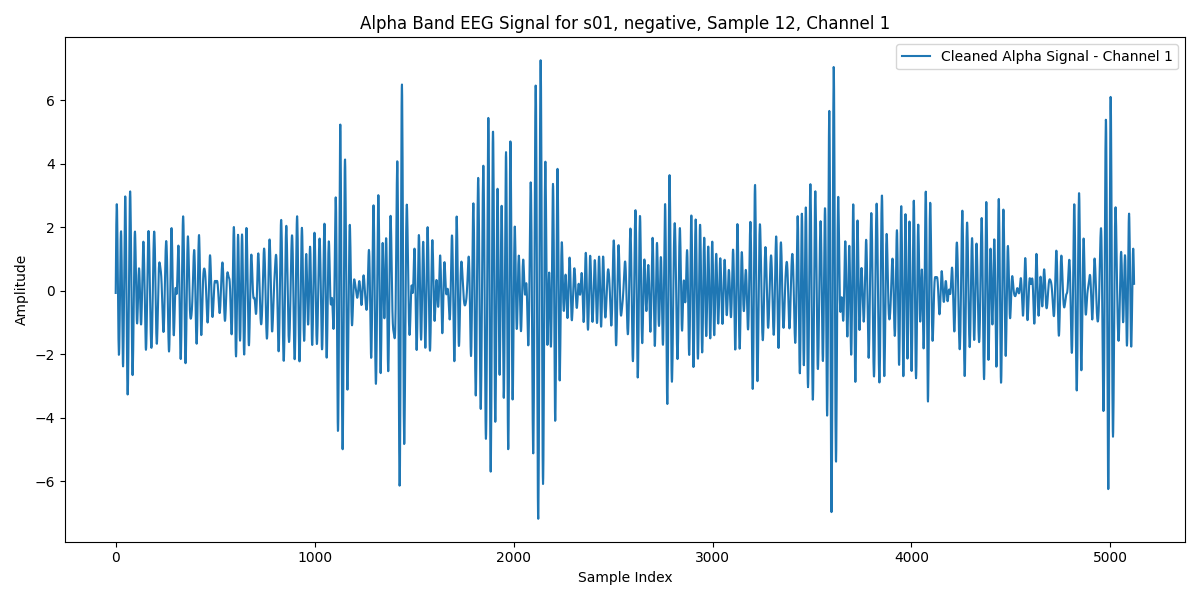 Alpha Band EEG Signal for s01, negative, Sample 12, Channel 1
Cleaned Alpha Signal - Channel 1
Amplitude
6
4
2
0
−2
−4
−6
0 1000 2000 3000 4000 5000
Sample Index